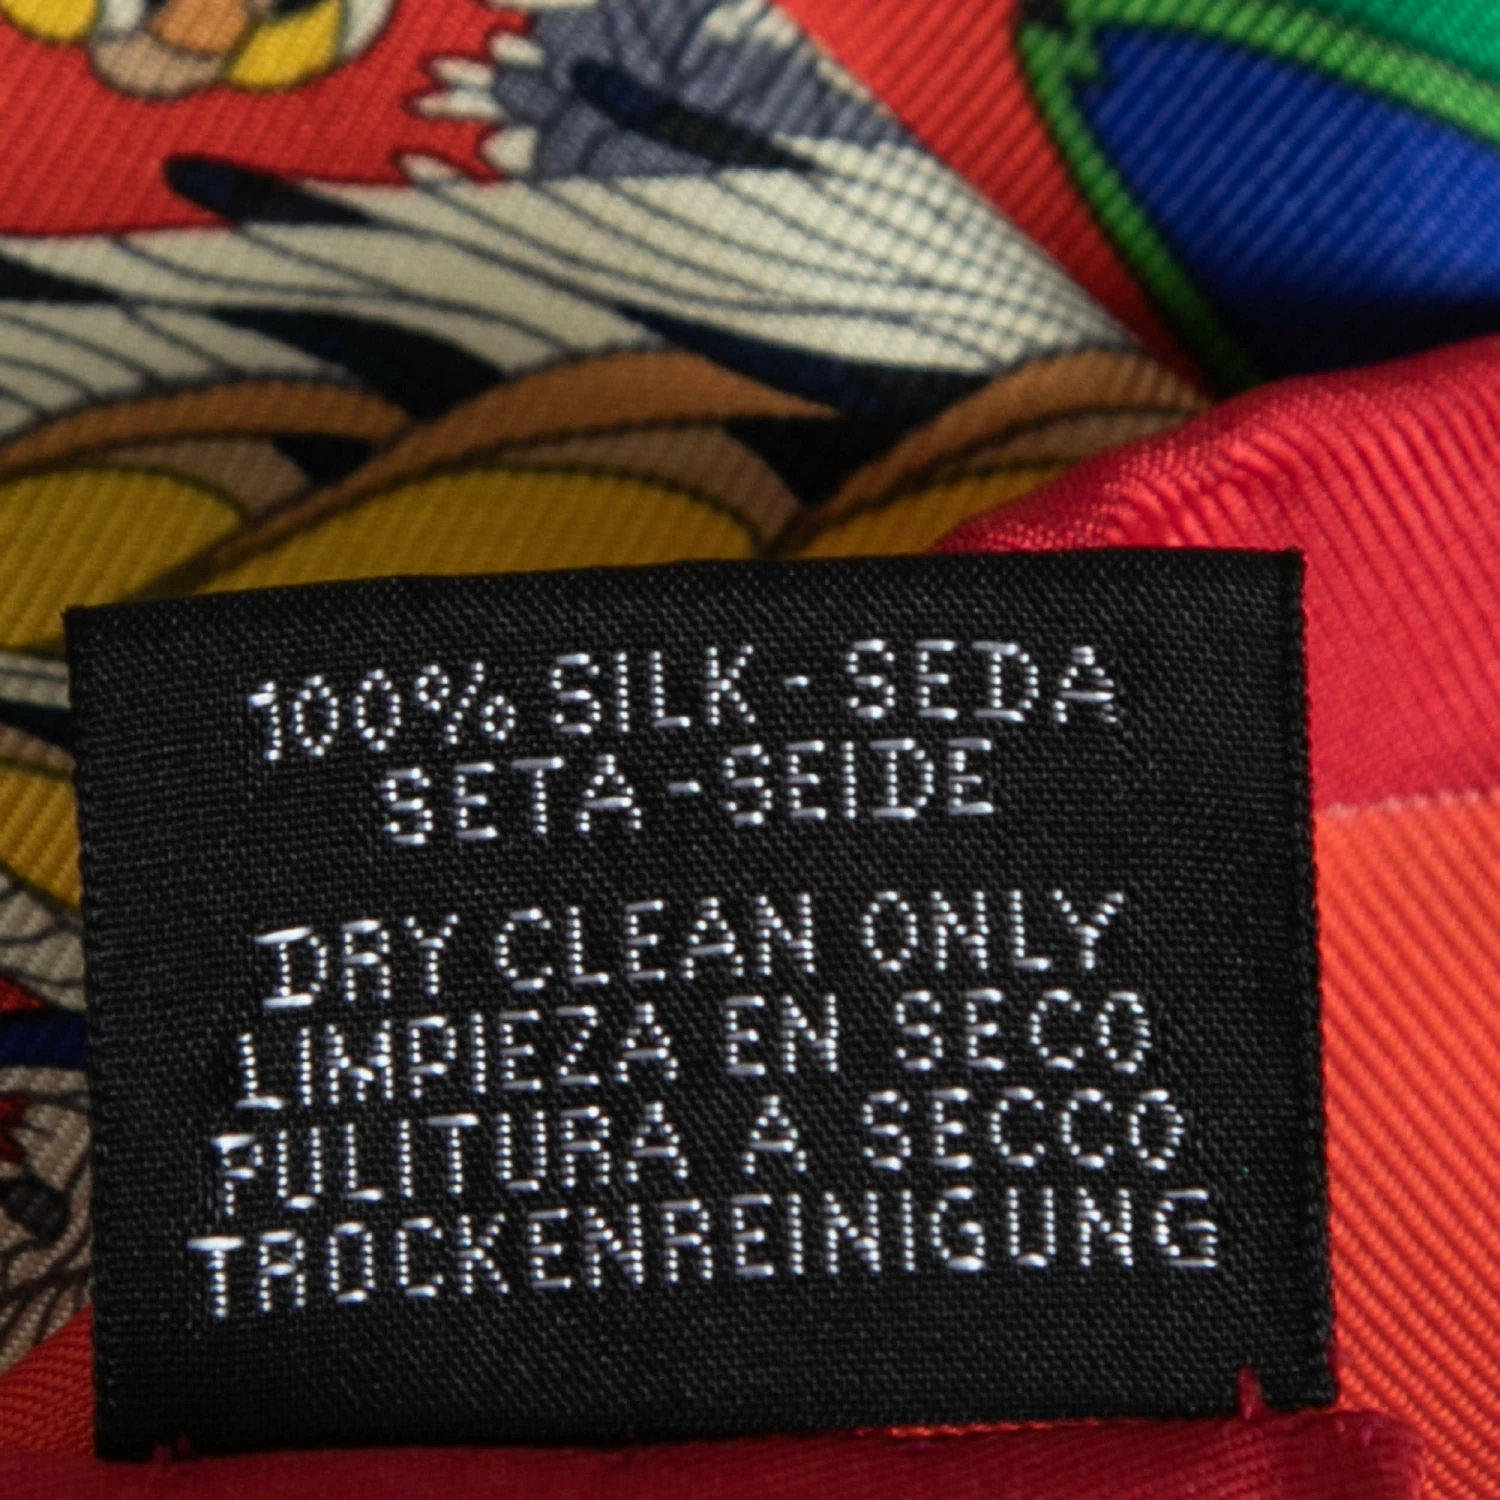 100% SILK - SEDA
SETA - SEIDE
DRY CLEAN ONLY
LIMPIEZA EN SECO
PULITURA A SECCO
TROCKENREINIGUNG